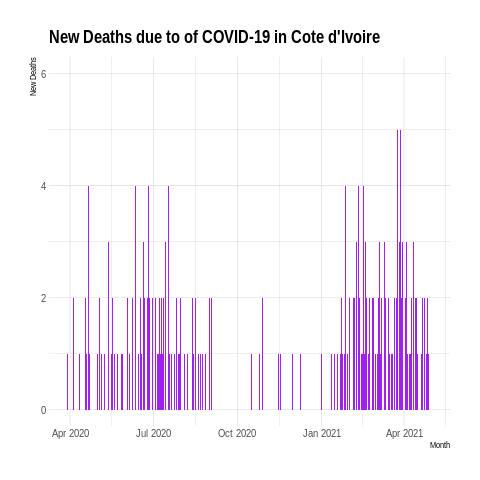 New Deaths due to of COVID-19 in Cote d'Ivoire
New Deaths
6
4
2
0
Apr 2020 Jul 2020 Oct 2020 Jan 2021 Apr 2021
Month